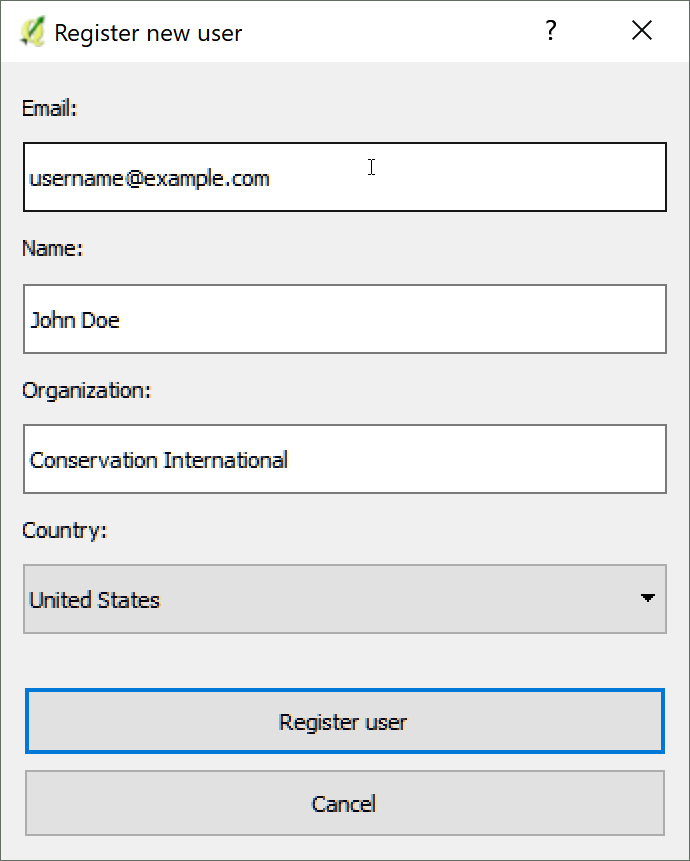 Register new user ?
Email:
username@example.com
Name:
John Doe
Organization:
Conservation International
Country:
United States
Register user
Cancel